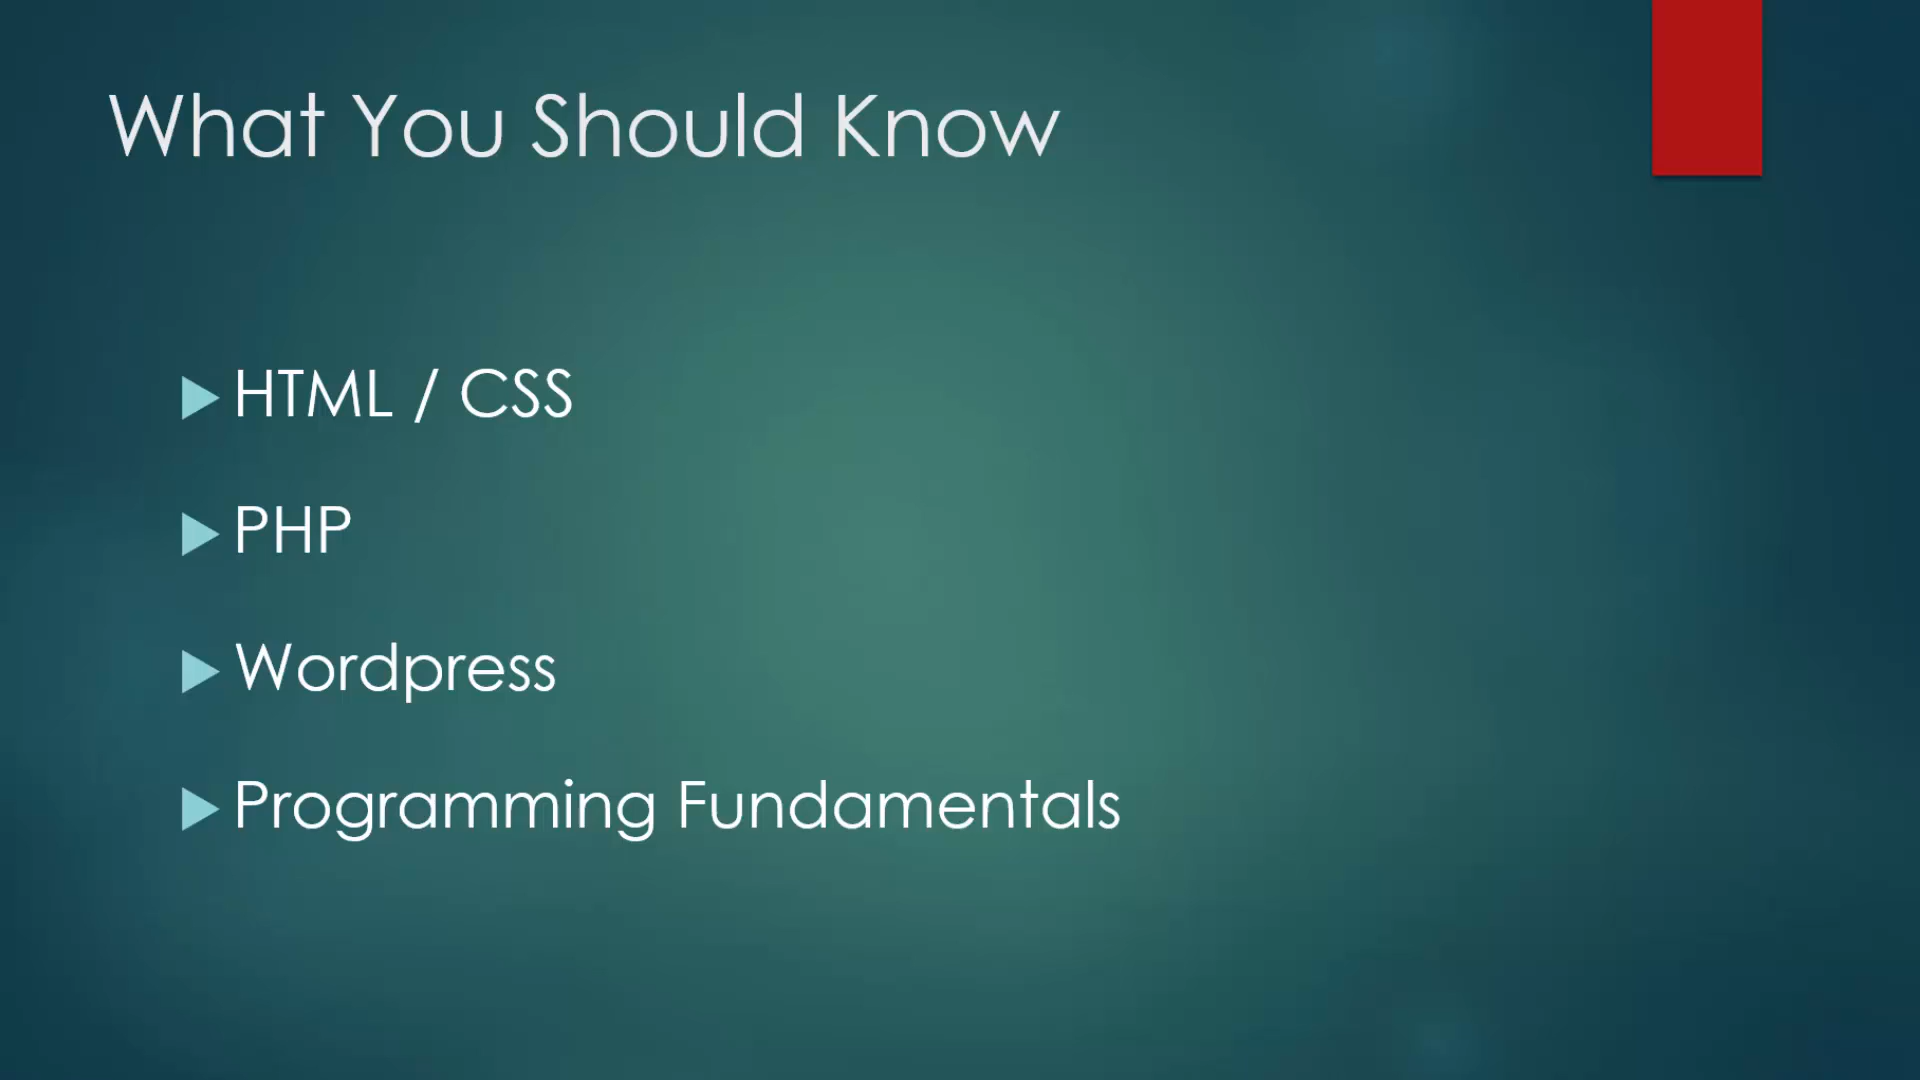 What You Should Know
HTML / CSS
PHP
Wordpress
Programming Fundamentals